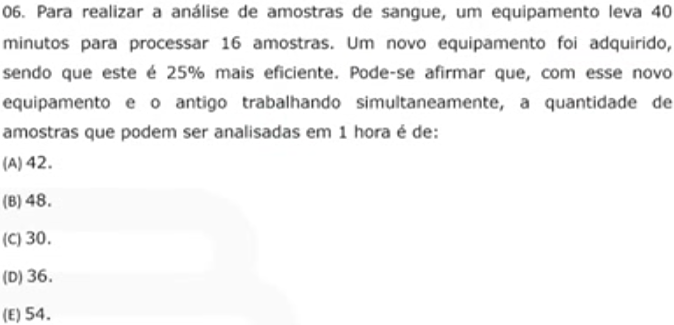 06. Para realizar a análise de amostras de sangue, um equipamento leva 40
minutos para processar 16 amostras. Um novo equipamento foi adquirido,
sendo que este é 25% mais eficiente. Pode-se afirmar que, com esse novo
equipamento e o antigo trabalhando simultaneamente, a quantidade de
amostras que podem ser analisadas em 1 hora é de:
(A) 42.
(B) 48.
(C) 30.
(D) 36.
(E) 54.